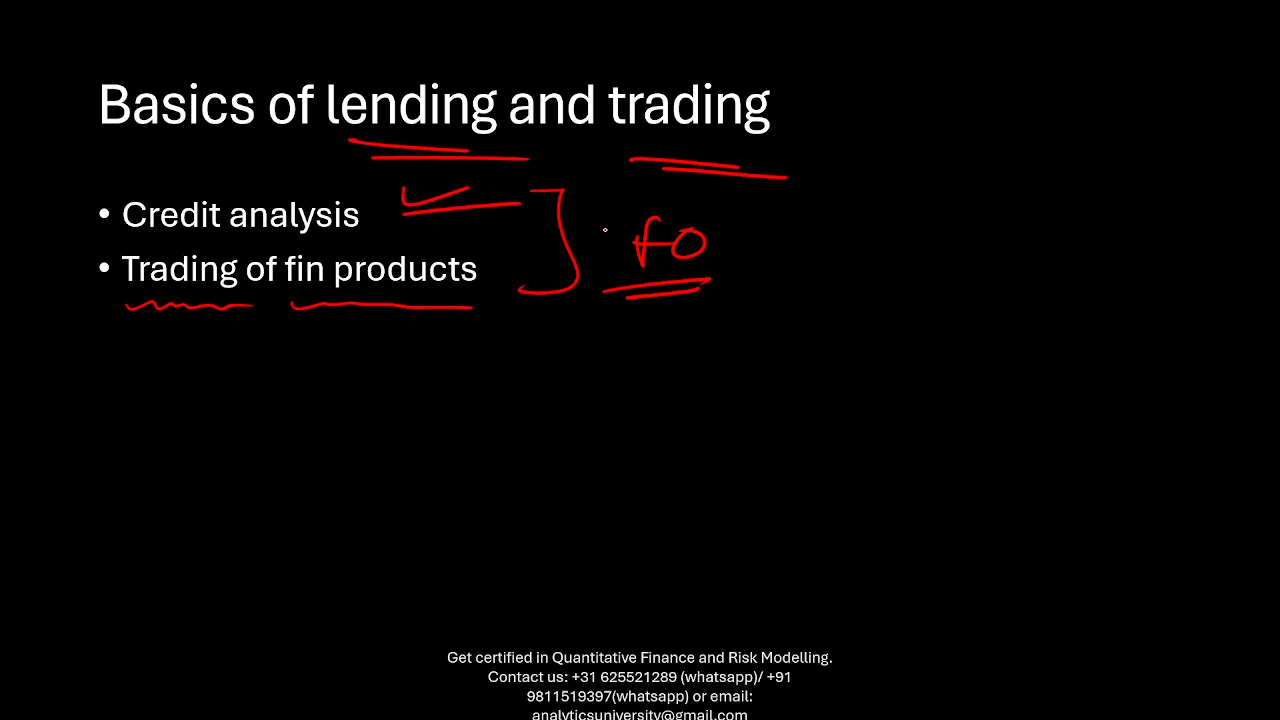 Basics of lending and trading
• Credit analysis
• Trading of fin products
fo
Get certified in Quantitative Finance and Risk Modelling.
Contact us: +31 625521289 (whatsapp)/ +91
9811519397(whatsapp) or email:
analyticsuniversity@gmail.com